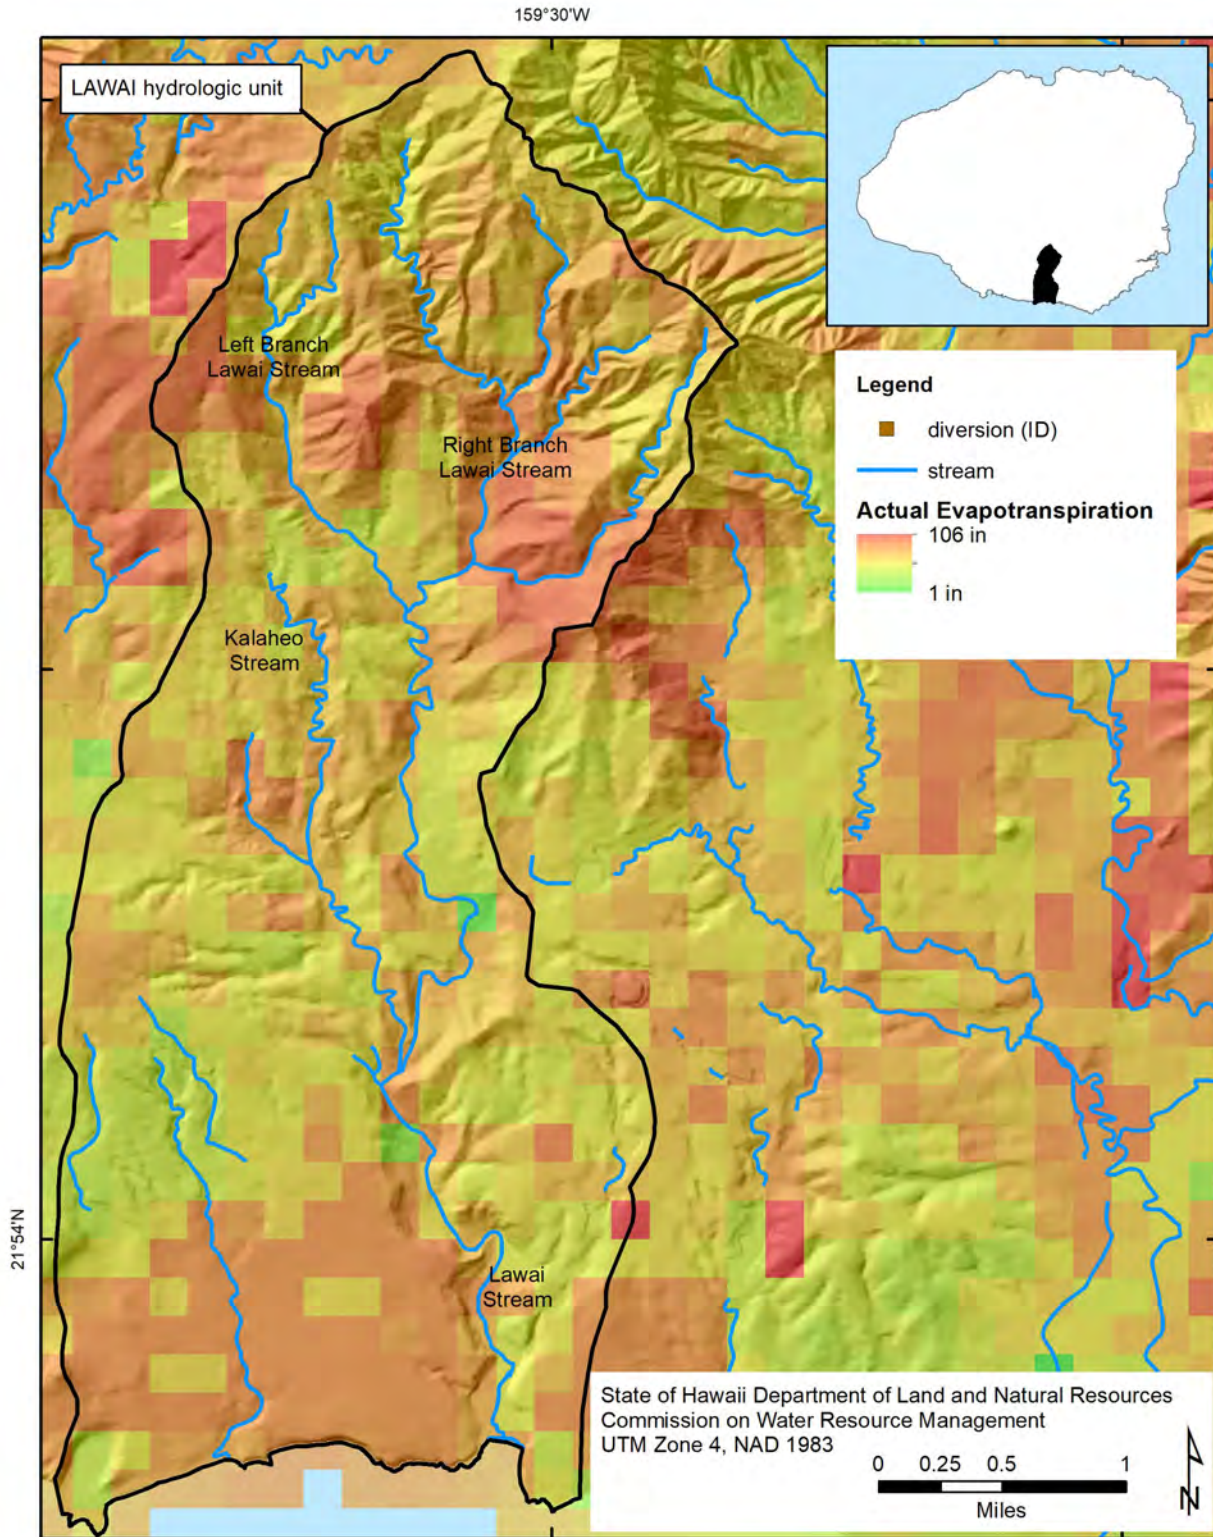 159°30'W
LAWAI hydrologic unit
Left Branch
Lawai Stream
Right Branch
Lawai Stream
Kalaheo
Stream
Lawai
Stream
21°54'N
Legend
diversion (ID)
stream
Actual Evapotranspiration
106 in
1 in
State of Hawaii Department of Land and Natural Resources
Commission on Water Resource Management
UTM Zone 4, NAD 1983
0 0.25 0.5 1
Miles
N